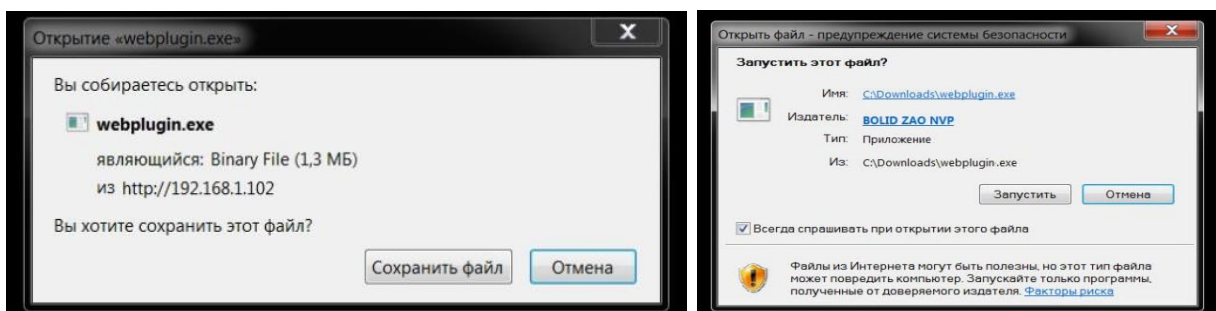 Открытие «webplugin.exe»
Вы собираетесь открыть:
webplugin.exe
являющийся: Binary File (1,3 МБ)
из http://192.168.1.102
Вы хотите сохранить этот файл?
Сохранить файл
Отмена
Открыть файл - предупреждение системы безопасности
Запустить этот файл?
Имя: C:\Downloads\webplugin.exe
Издатель: BOLID ZAO NVP
Тип: Приложение
Из: C:\Downloads\webplugin.exe
Запустить
Отмена
Всегда спрашивать при открытии этого файла
Файлы из Интернета могут быть полезны, но этот тип файла
может повредить компьютер. Запускайте только программы,
полученные от доверяемого издателя. Факторы риска